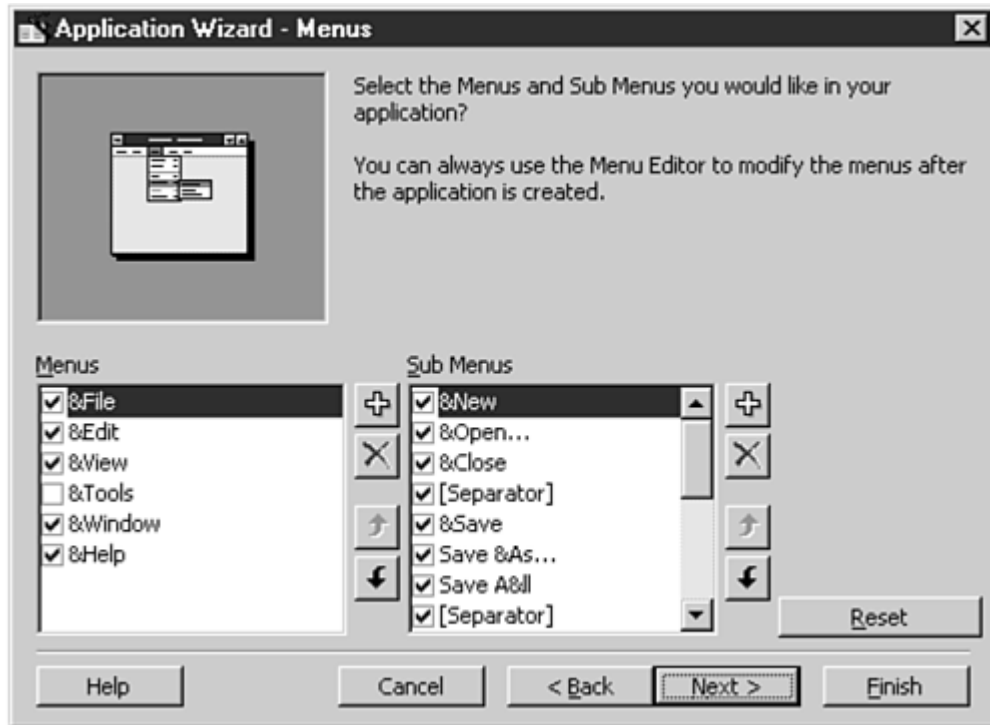 Application Wizard - Menus
Select the Menus and Sub Menus you would like in your
application?
You can always use the Menu Editor to modify the menus after
the application is created.
Menus
&File
&Edit
&View
&Tools
&Window
&Help
Sub Menus
&New
&Open...
&Close
[Separator]
&Save
Save &As...
Save A&ll
[Separator]
Reset
Help
Cancel
< Back
Next >
Finish